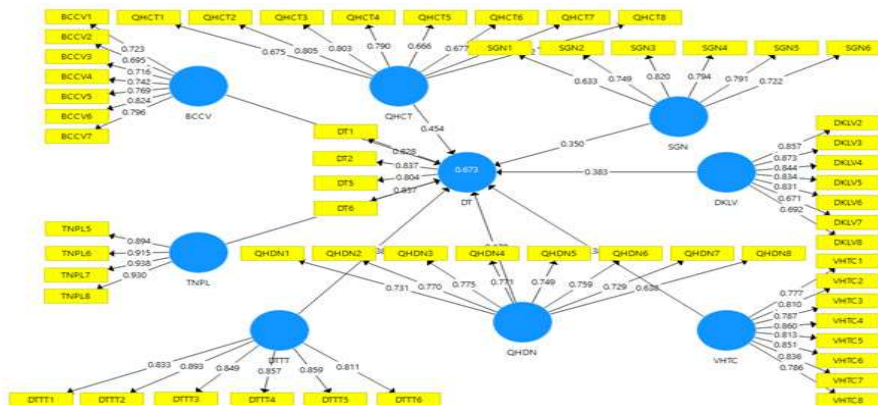 BCCV1
BCCV2
BCCV3
BCCV4
BCCV5
BCCV6
BCCV7
0.723
0.695
0.716
0.742
0.769
0.824
0.796
BCCV
QHCT1
QHCT2
QHCT3
QHCT4
QHCT5
QHCT6
QHCT7
QHCT8
0.675
0.805
0.803
0.790
0.666
0.677
QHCT
0.454
SGN1
SGN2
SGN3
SGN4
SGN5
SGN6
0.633
0.749
0.820
0.794
0.791
0.722
SGN
0.350
DT1
DT2
DT5
DT6
0.828
0.837
0.804
0.837
0.673
DT
0.383
DKLV2
DKLV3
DKLV4
DKLV5
DKLV6
DKLV7
DKLV8
0.857
0.873
0.844
0.834
0.831
0.671
0.692
DKLV
TNPL5
TNPL6
TNPL7
TNPL8
0.894
0.915
0.938
0.930
TNPL
QHDN1
QHDN2
QHDN3
QHDN4
QHDN5
QHDN6
QHDN7
QHDN8
0.731
0.770
0.775
0.771
0.749
0.759
0.729
0.638
QHDN
VHTC1
VHTC2
VHTC3
VHTC4
VHTC5
VHTC6
VHTC7
VHTC8
0.777
0.810
0.787
0.860
0.813
0.851
0.836
0.786
VHTC
DTTT
0.833
0.893
0.849
0.857
0.859
0.811
DTTT1
DTTT2
DTTT3
DTTT4
DTTT5
DTTT6